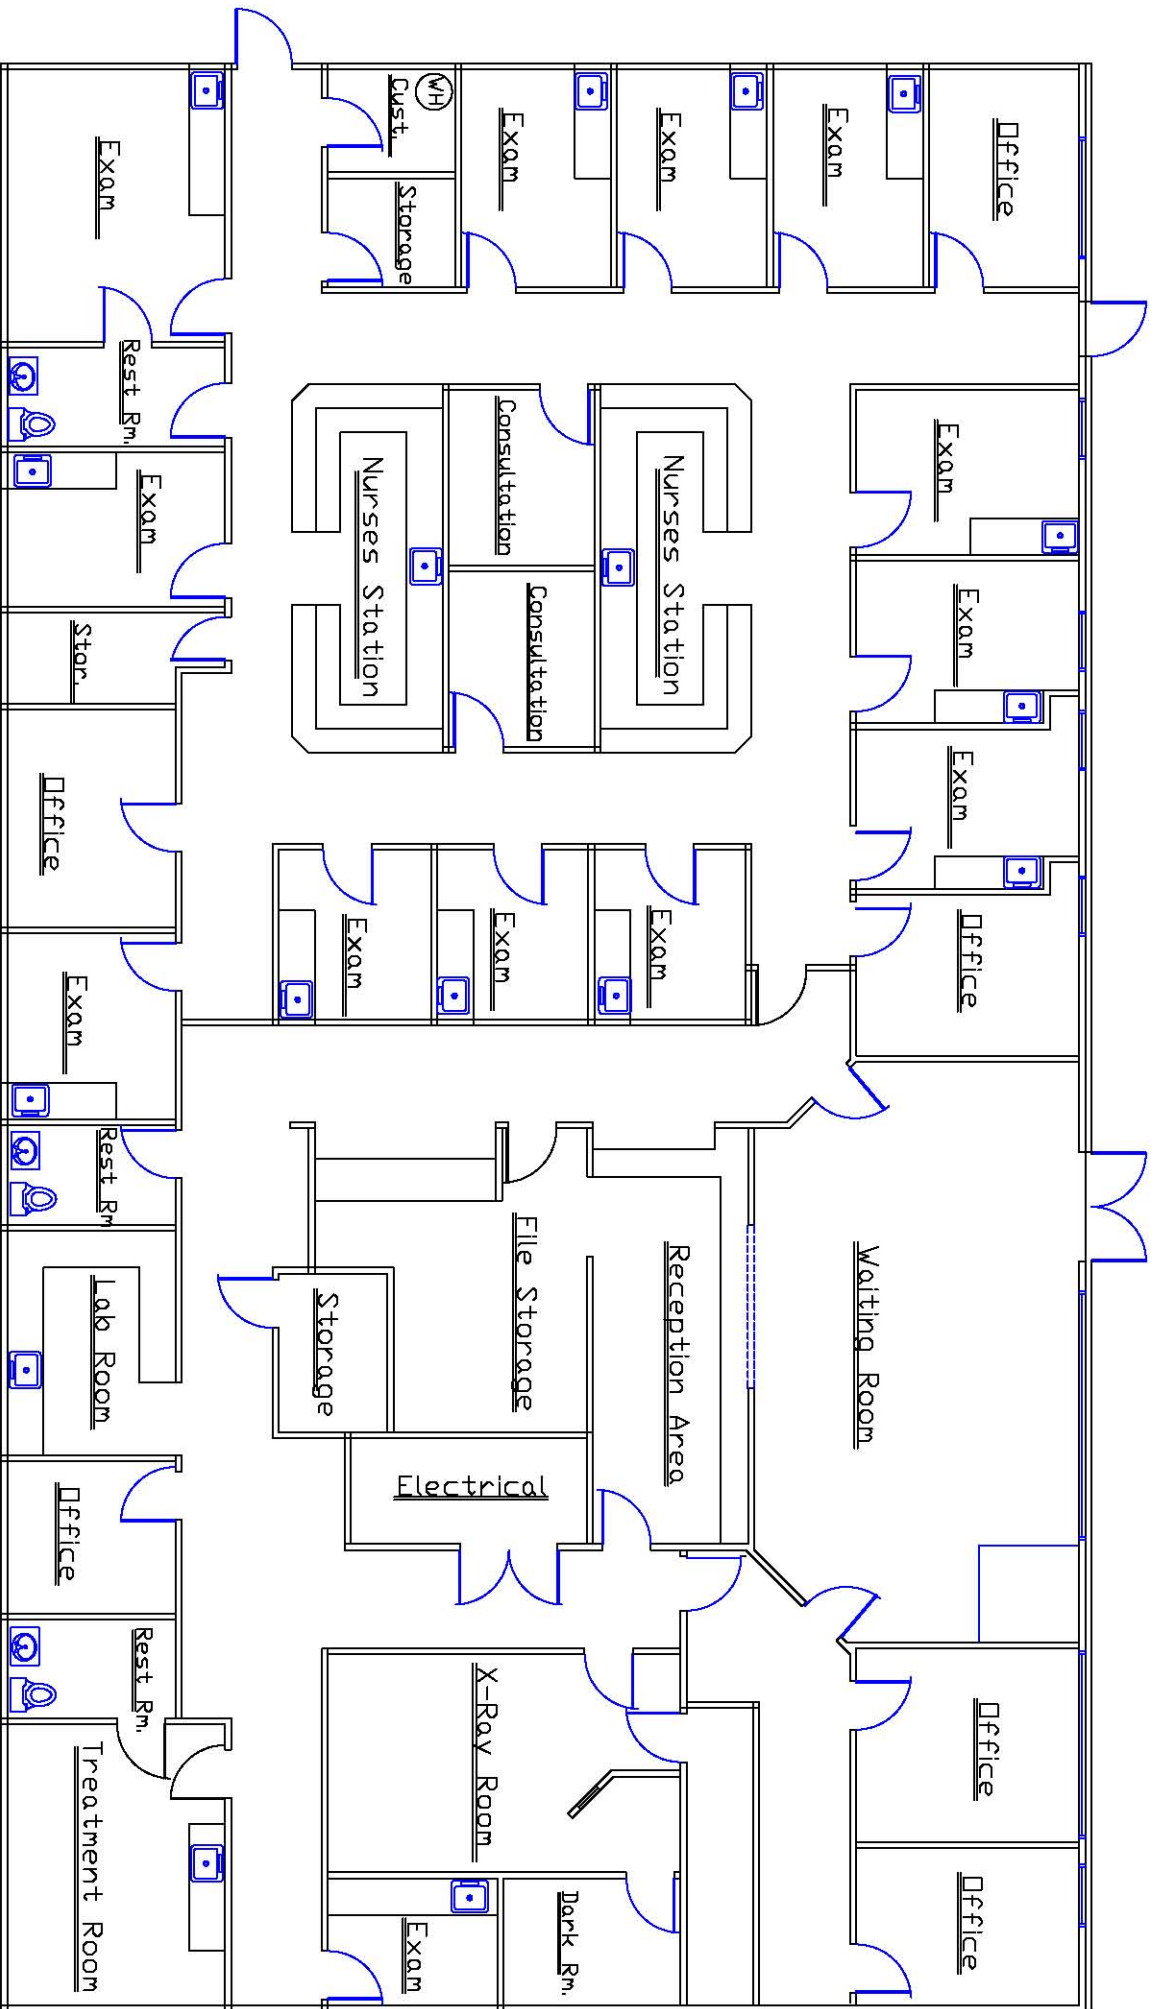 WH
Cust.
Exam
Exam
Exam
Office
Exam
Storage
Rest Rm.
Exam
Consultation
Nurses Station
Nurses Station
Exam
Consultation
Exam
Stor.
Office
Exam
Exam
Exam
Exam
Office
Exam
Rest Rm
Lab Room
Storage
File Storage
Reception Area
Waiting Room
Electrical
Office
Rest Rm.
X-Ray Room
Office
Treatment Room
Exam
Dark Rm.
Office